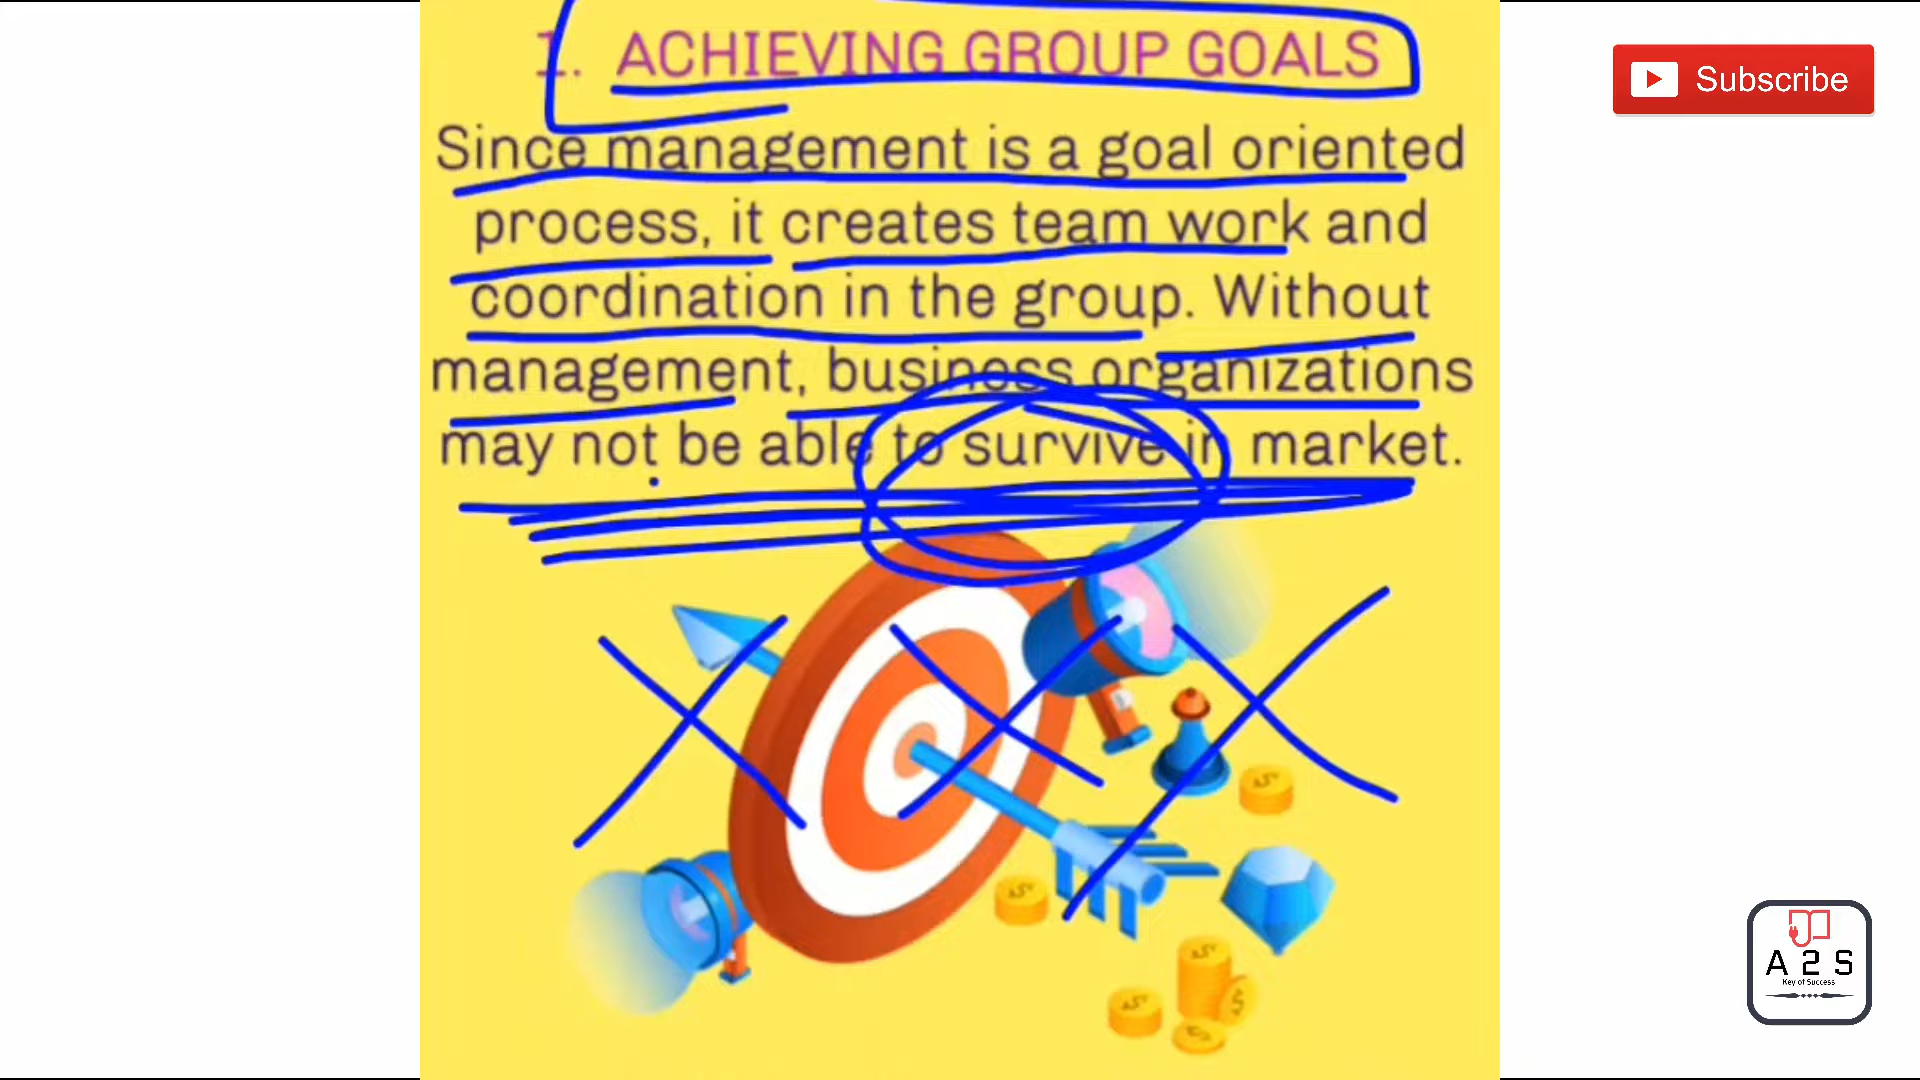 1. ACHIEVING GROUP GOALS
Since management is a goal oriented
process, it creates team work and
coordination in the group. Without
management, business organizations
may not be able to survive in market.
Subscribe
A 2 S
Key of Success